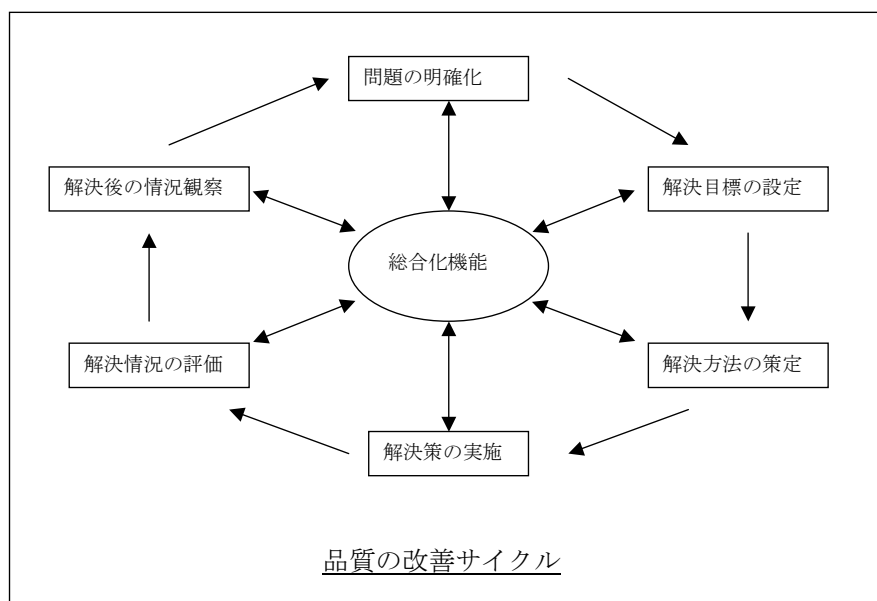 問題の明確化
解決後の情況観察
解決目標の設定
総合化機能
解決情況の評価
解決方法の策定
解決策の実施
品質の改善サイクル